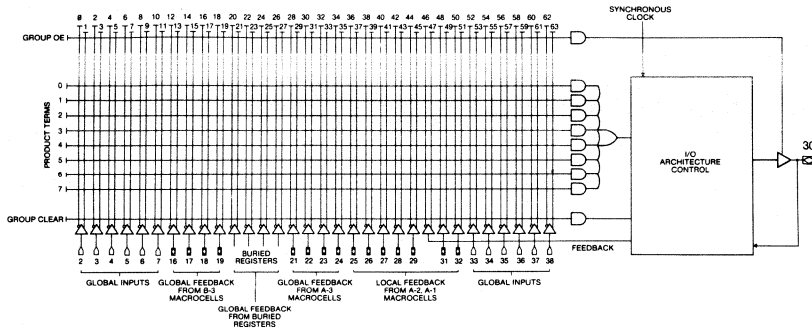 0 2 4 6 8 10 12 14 16 18 20 22 24 26 28 30 32 34 36 38 40 42 44 46 48 50 52 54 56 58 60 62
1 3 5 7 9 11 13 15 17 19 21 23 25 27 29 31 33 35 37 39 41 43 45 47 49 51 53 55 57 59 61 63
SYNCHRONOUS
CLOCK
GROUP OE
PRODUCT TERMS
0
1
2
3
4
5
6
7
I/O
ARCHITECTURE
CONTROL
30
GROUP CLEAR
FEEDBACK
2 3 4 5 6 7 16 17 18 19
BURIED
REGISTERS
21 22 23 24 25 26 27 28 29 31 32 33 34 35 36 37 38
GLOBAL INPUTS
GLOBAL FEEDBACK
FROM B-3
MACROCELLS
GLOBAL FEEDBACK
FROM BURIED
REGISTERS
GLOBAL FEEDBACK
FROM A-3
MACROCELLS
LOCAL FEEDBACK
FROM A-2, A-1
MACROCELLS
GLOBAL INPUTS